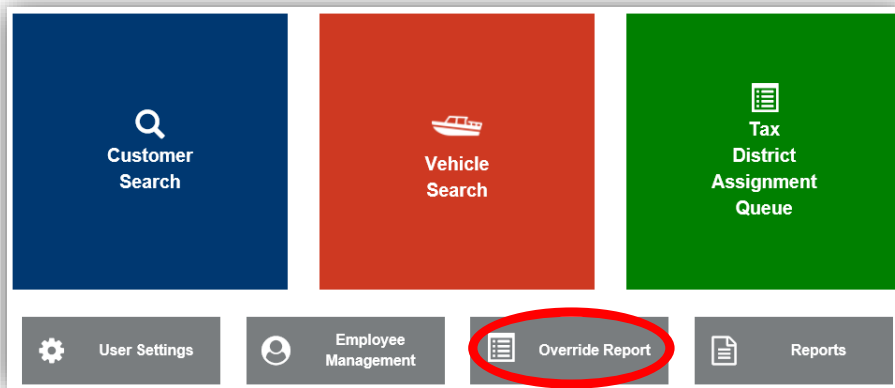 Customer
Search
Vehicle
Search
Tax
District
Assignment
Queue
User Settings
Employee
Management
Override Report
Reports